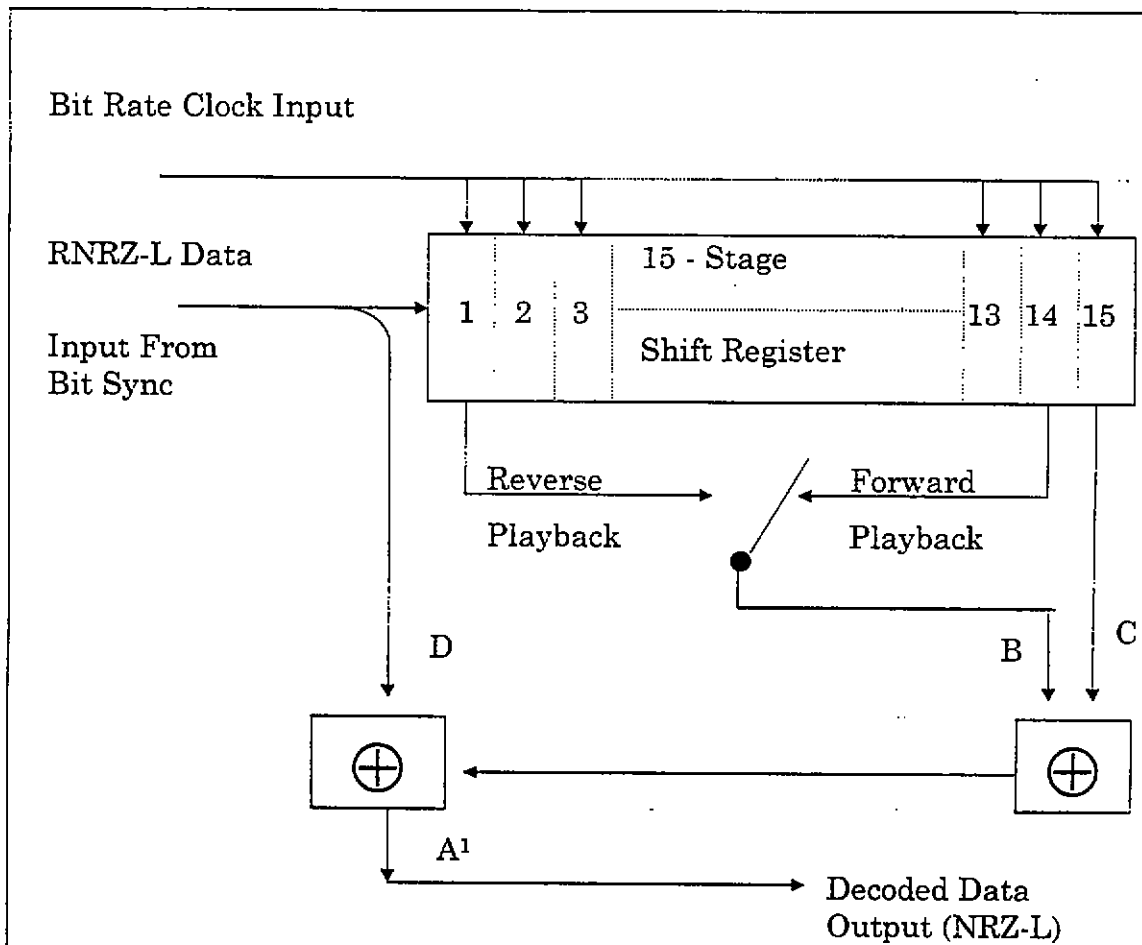 Bit Rate Clock Input
RNRZ-L Data
Input From
Bit Sync
15 - Stage
1 2 3 13 14 15
Shift Register
Reverse
Playback
Forward
Playback
D
B
C
A¹
Decoded Data
Output (NRZ-L)